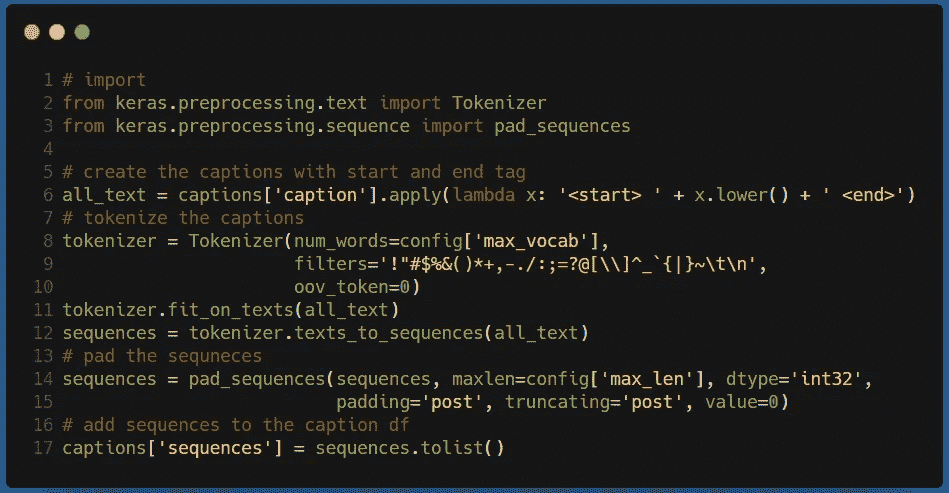 1 # import
2 from keras.preprocessing.text import Tokenizer
3 from keras.preprocessing.sequence import pad_sequences
4
5 # create the captions with start and end tag
6 all_text = captions['caption'].apply(lambda x: '<start> ' + x.lower() + ' <end>')
7 # tokenize the captions
8 tokenizer = Tokenizer(num_words=config['max_vocab'],
9                       filters='!"#$%&()*+,-./:;=?@[\\]^_`{|}~\t\n',
10                       oov_token=0)
11 tokenizer.fit_on_texts(all_text)
12 sequences = tokenizer.texts_to_sequences(all_text)
13 # pad the sequneces
14 sequences = pad_sequences(sequences, maxlen=config['max_len'], dtype='int32',
15                           padding='post', truncating='post', value=0)
16 # add sequences to the caption df
17 captions['sequences'] = sequences.tolist()